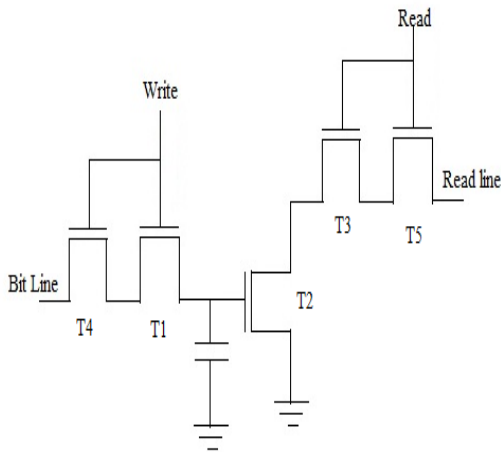 Read
Write
Read line
T3
T5
Bit Line
T2
T4
T1